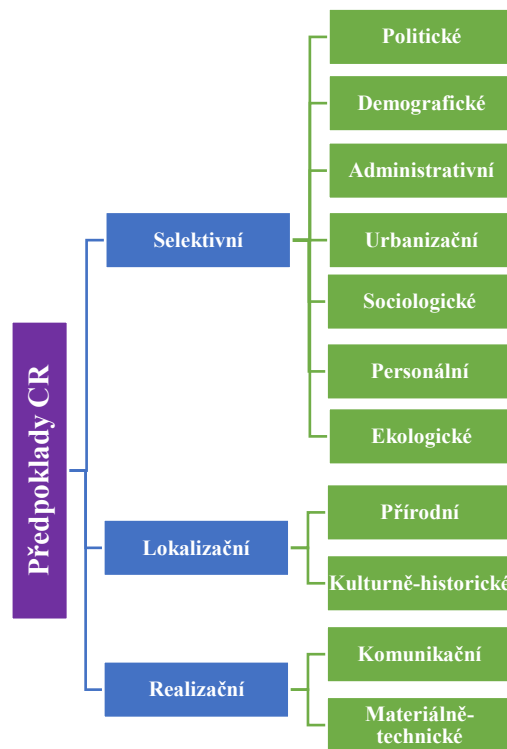 Předpoklady CR
Selektivní
Politické
Demografické
Administrativní
Urbanizační
Sociologické
Personální
Ekologické
Lokalizační
Přírodní
Kulturně-historické
Realizační
Komunikační
Materiálně-
technické